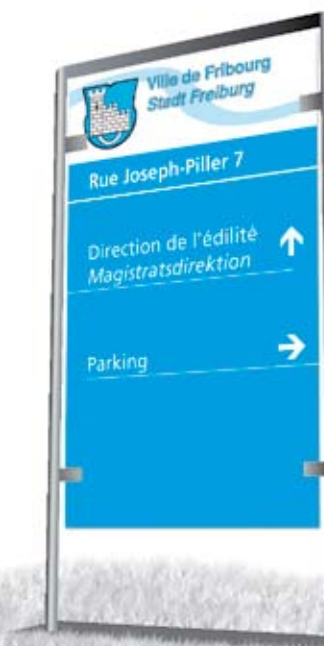 Ville de Fribourg
Stadt Freiburg
Rue Joseph-Piller 7
Direction de l'édilité
Magistratsdirektion
Parking